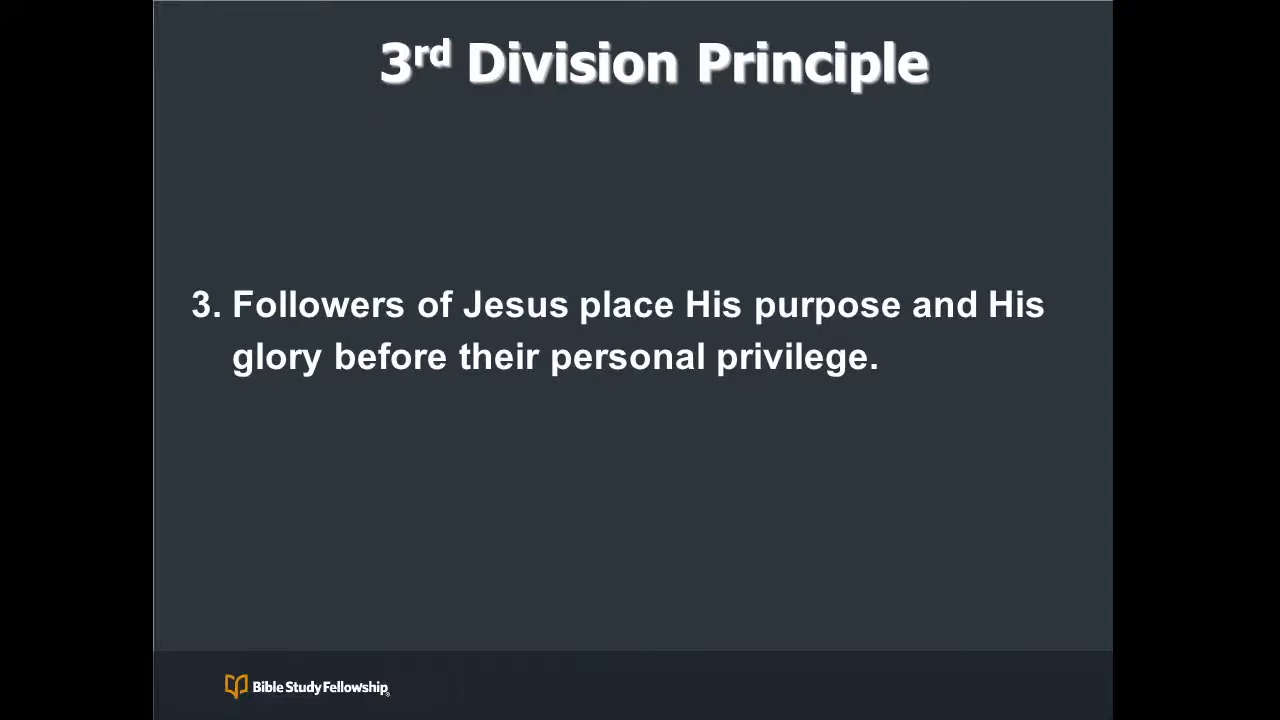 3rd Division Principle
3. Followers of Jesus place His purpose and His
glory before their personal privilege.
Bible Study Fellowship®